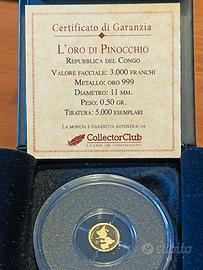 Certificato di Garanzia
L'ORO DI PINOCCHIO
REPUBBLICA DEL CONGO
VALORE FACCIALE: 3.000 FRANCHI
METALLO: ORO 999
DIAMETRO: 11 MM.
PESO: 0,50 GR.
TIRATURA: 5.000 ESEMPLARI
LA MONETA È GARANTITA AUTENTICA DA
CollectorClub
subito